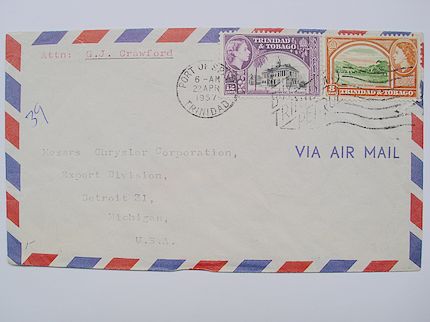 Attn: G.J. Crawford
TRINIDAD
& TOBAGO
TRINIDAD & TOBAGO
PORT OF SPAIN
6-AM
22 APR
1957
TRINIDAD
39
VIA AIR MAIL
Messrs Chrysler Corporation,
Export Division,
Detroit 21,
Michigan,
U.S.A.